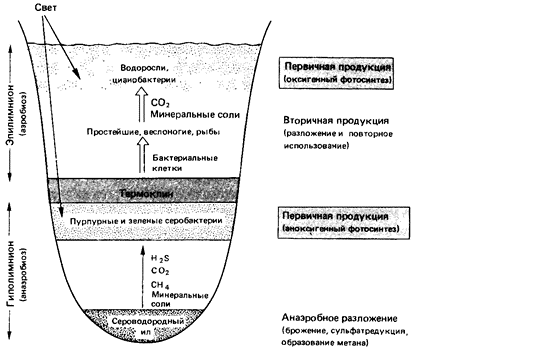 Свет
Водоросли,
цианобактерии
Первичная продукция
(оксигенный фотосинтез)
CO2
Минеральные соли
Простейшие, веслоногие, рыбы
Вторичная продукция
(разложение и повторное
использование)
Бактериальные
клетки
Эпилимнион
(аэробиоз)
Термоклин
Пурпурные и зеленые серобактерии
Первичная продукция
(аноксигенный фотосинтез)
H2S
CO2
CH4
Минеральные
соли
Гиполимнион
(анаэробиоз)
Сероводородный
ил
Анаэробное разложение
(брожение, сульфатредукция,
образование метана)